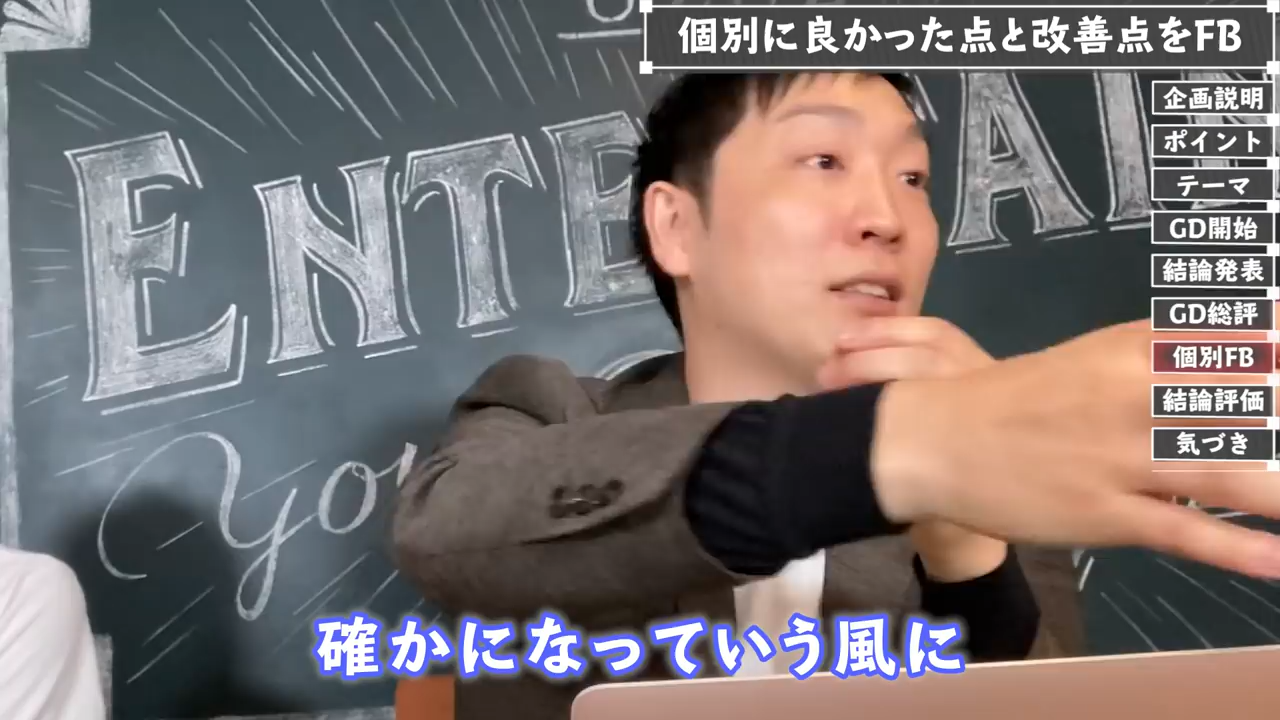 個別に良かった点と改善点をFB
企画説明
ポイント
テーマ
GD開始
結論発表
GD総評
個別FB
結論評価
気づき
確かになっていう風に